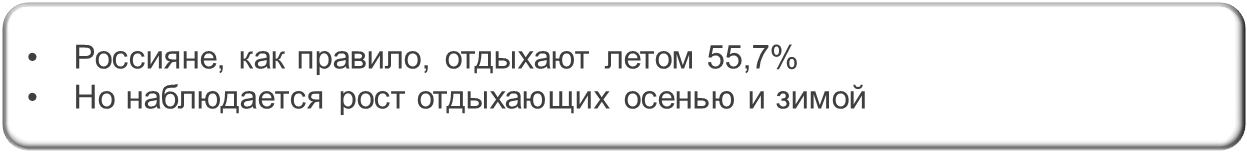 • Россияне, как правило, отдыхают летом 55,7%
• Но наблюдается рост отдыхающих осенью и зимой